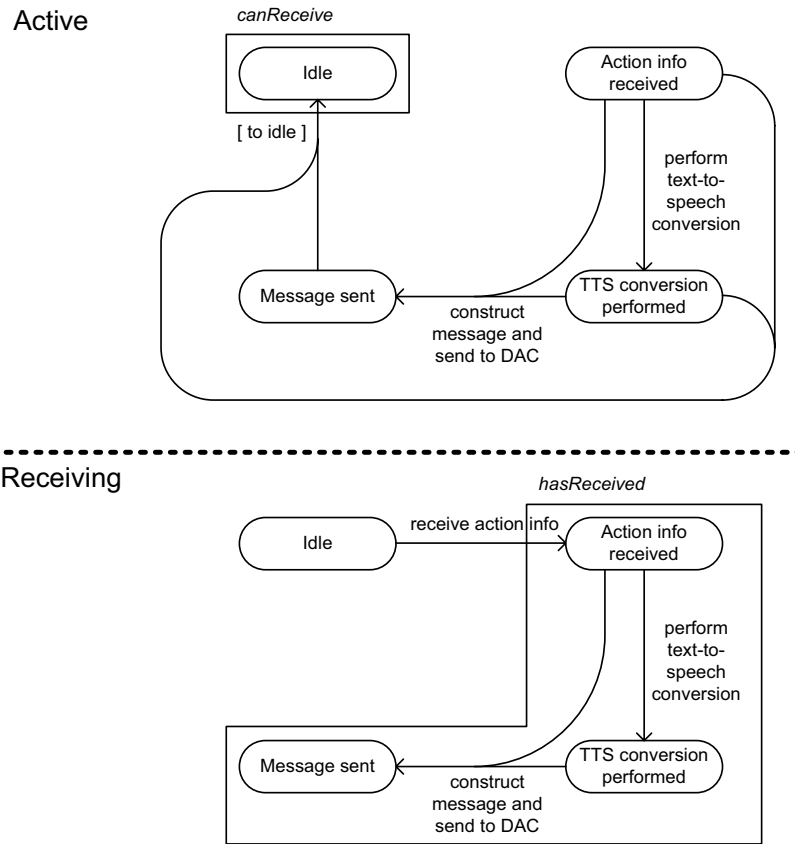 Active
canReceive
Idle
Action info
received
[ to idle ]
perform
text-to-
speech
conversion
Message sent
TTS conversion
performed
construct
message and
send to DAC
Receiving
hasReceived
Idle
receive action info
Action info
received
perform
text-to-
speech
conversion
Message sent
TTS conversion
performed
construct
message and
send to DAC